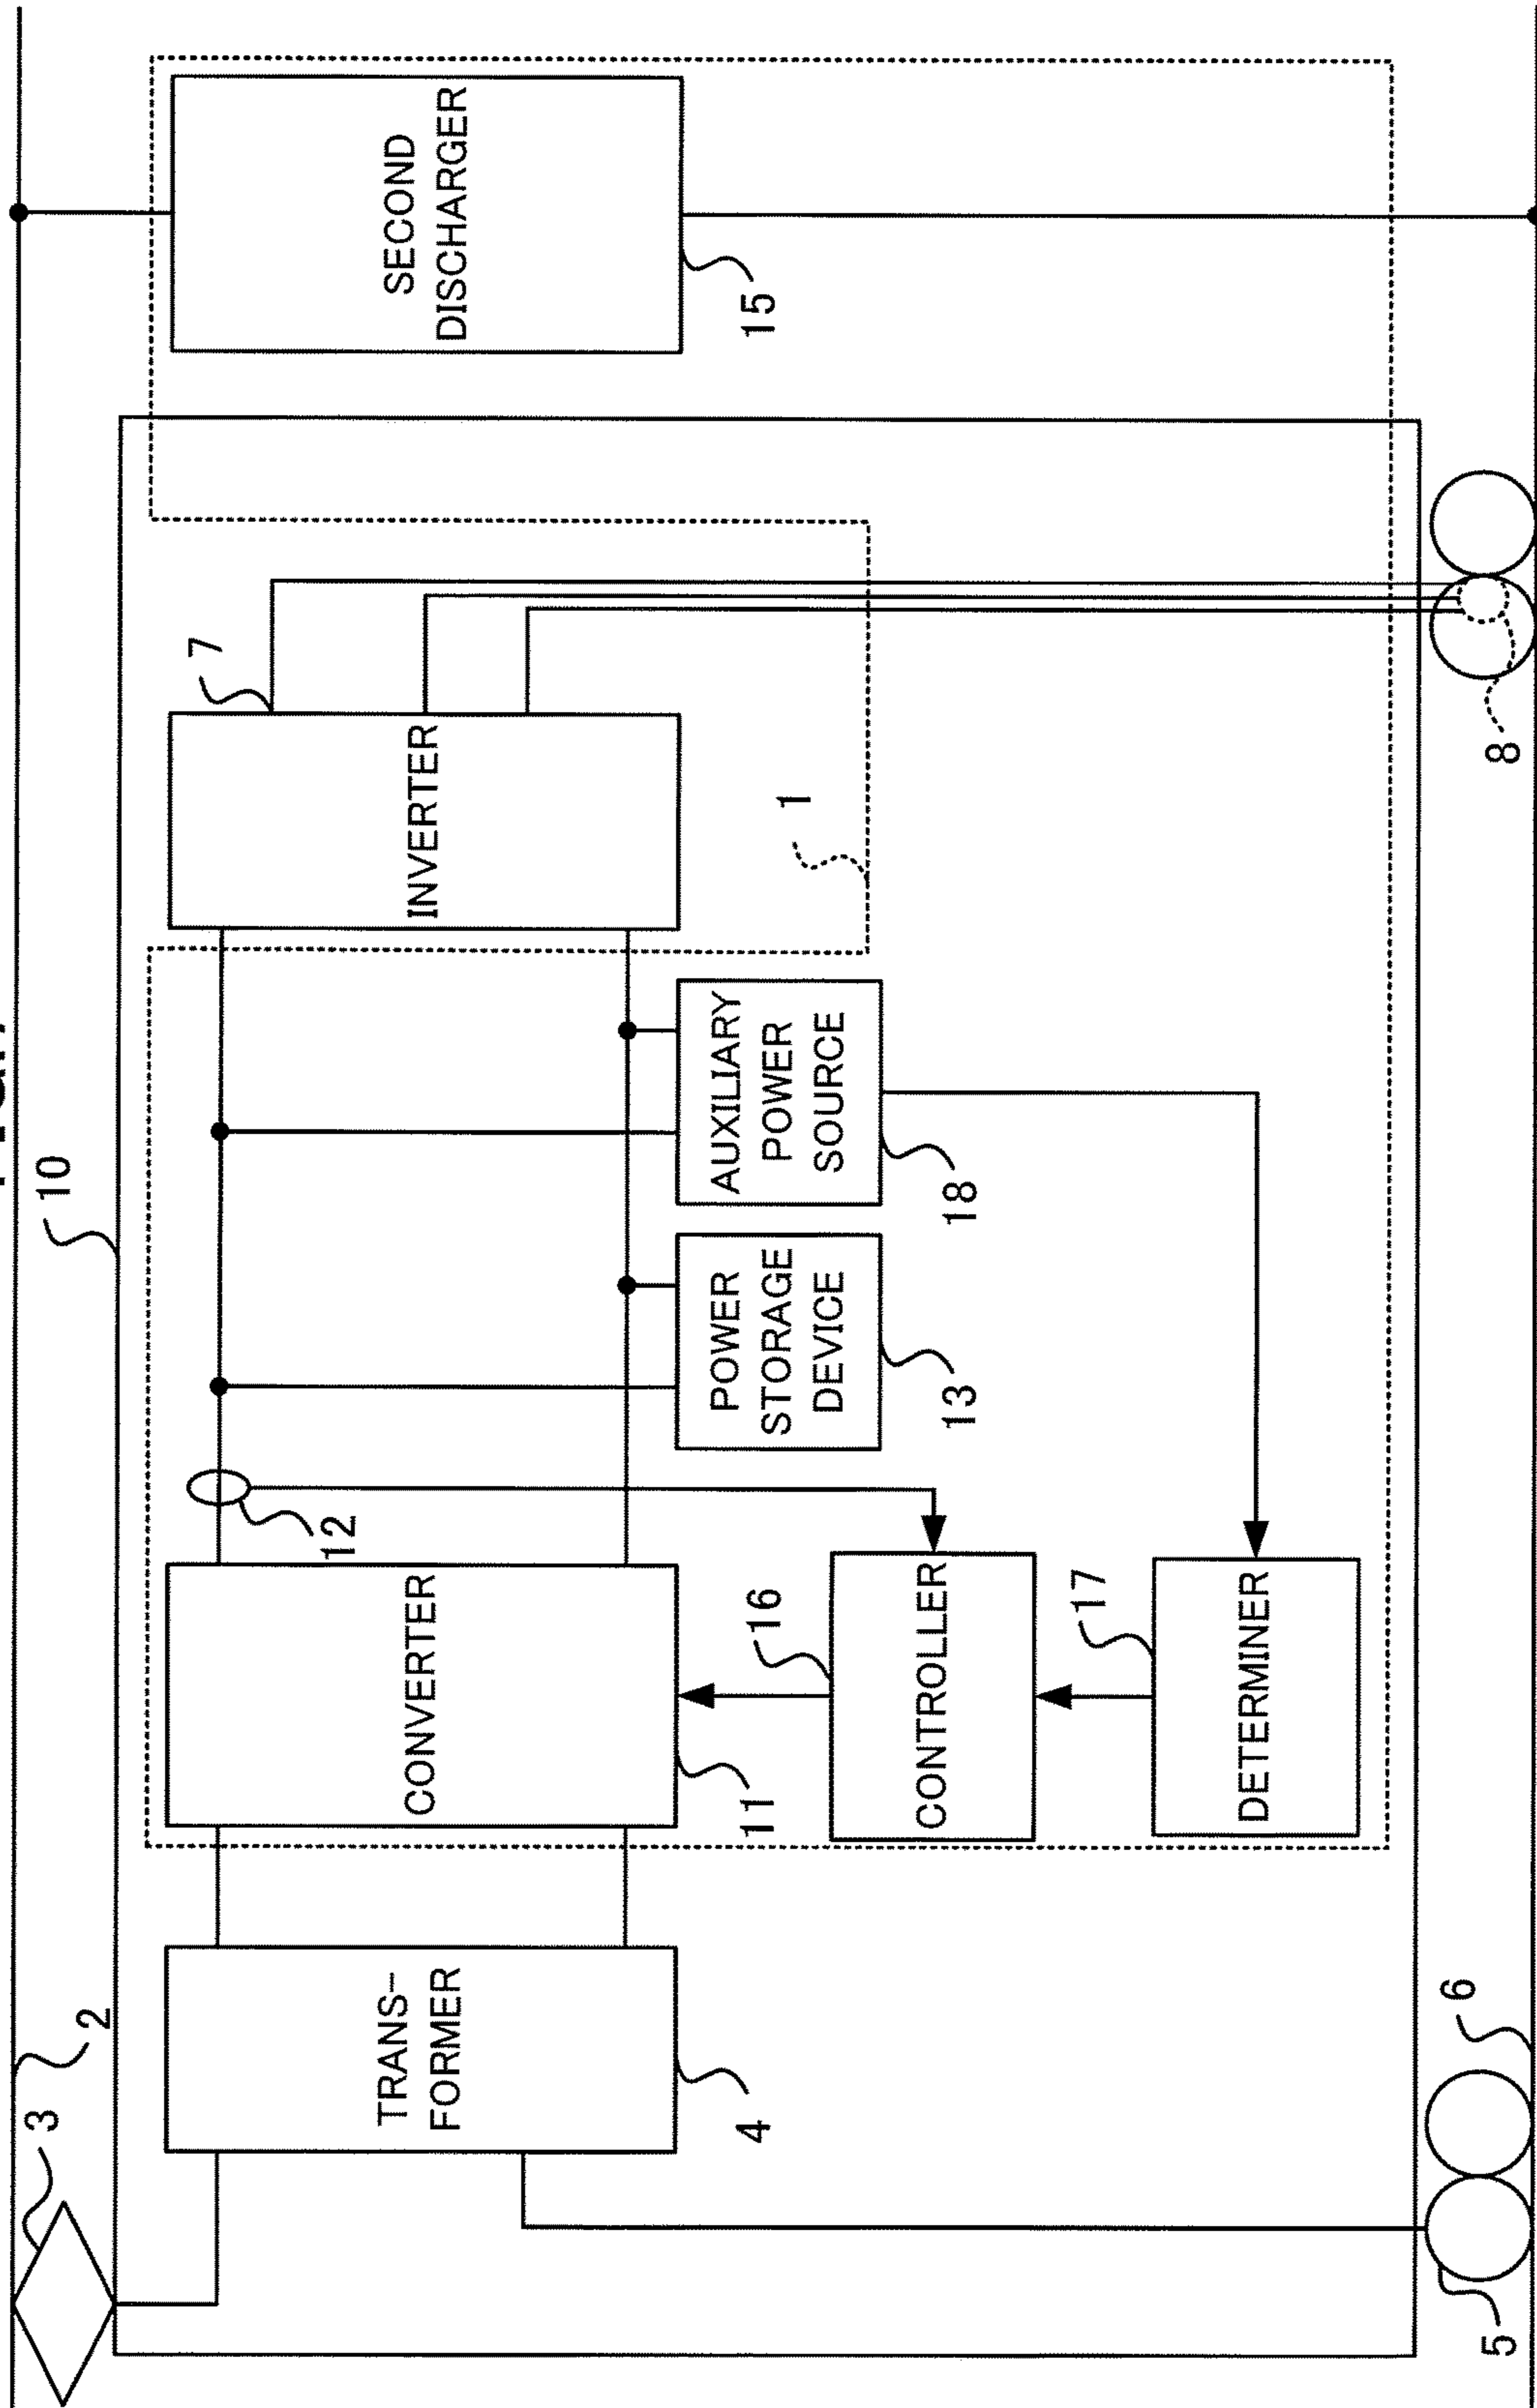 10
2
3
TRANS-
FORMER
4
CONVERTER
11
12
POWER
STORAGE
DEVICE
13
AUXILIARY
POWER
SOURCE
18
INVERTER
7
1
SECOND
DISCHARGER
15
CONTROLLER
16
DETERMINER
17
5
6
8